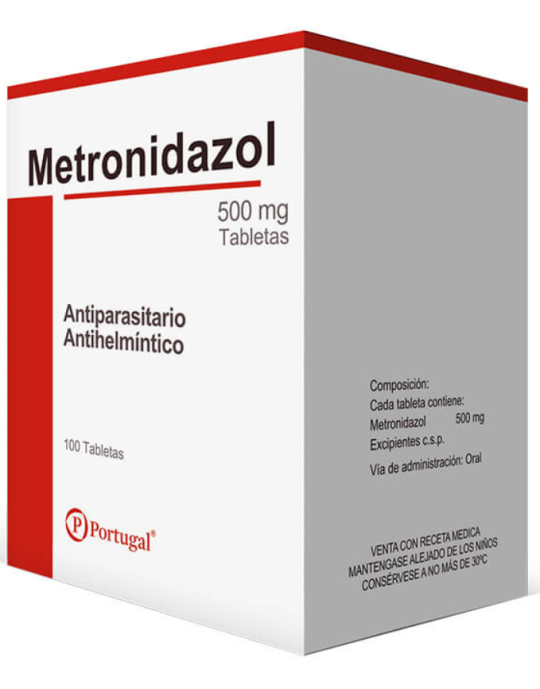 Metronidazol
500 mg
Tabletas
Antiparasitario
Antihelmíntico
100 Tabletas
P Portugal®
Composición:
Cada tableta contiene:
Metronidazol 500 mg
Excipientes c.s.p.
Vía de administración: Oral
VENTA CON RECETA MEDICA
MANTENGASE ALEJADO DE LOS NIÑOS
CONSÉRVESE A NO MÁS DE 30ºC